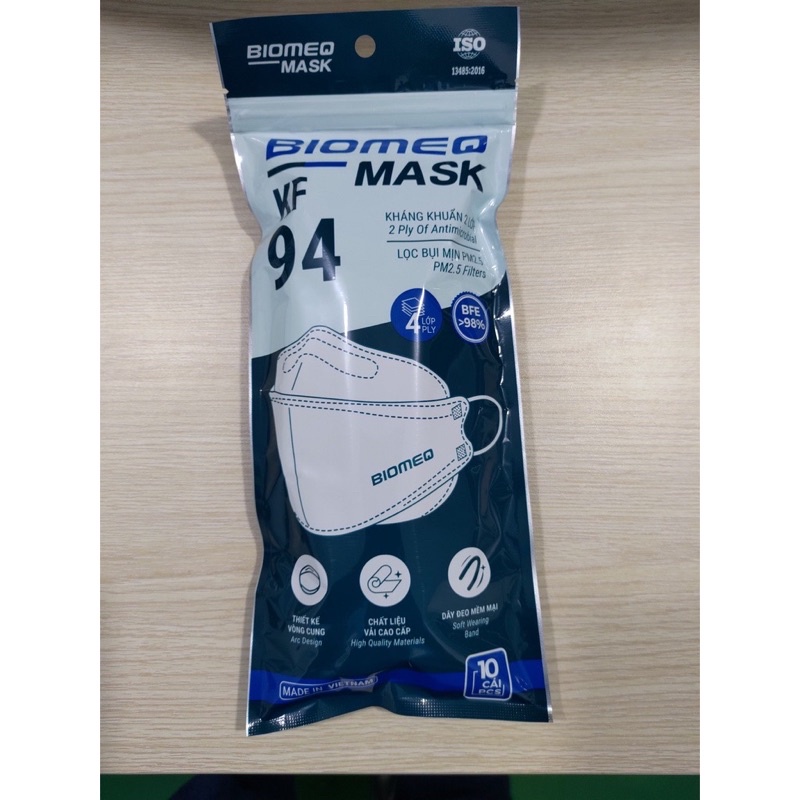 BIOMEQ
MASK
ISO
13485:2016
BIOMEQ
MASK
KF
94
KHÁNG KHUẨN 2 LỚP
2 Ply Of Antimicrobial
LỌC BỤI MỊN PM2.5
PM2.5 Filters
4 LỚP
PLY
BFE
>98%
BIOMEQ
THIẾT KẾ
VÒNG CUNG
Arc Design
CHẤT LIỆU
VẢI CAO CẤP
High Quality Materials
DÂY ĐEO MỀM MẠI
Soft Wearing
Band
MADE IN VIETNAM
10
CÁI
PCS